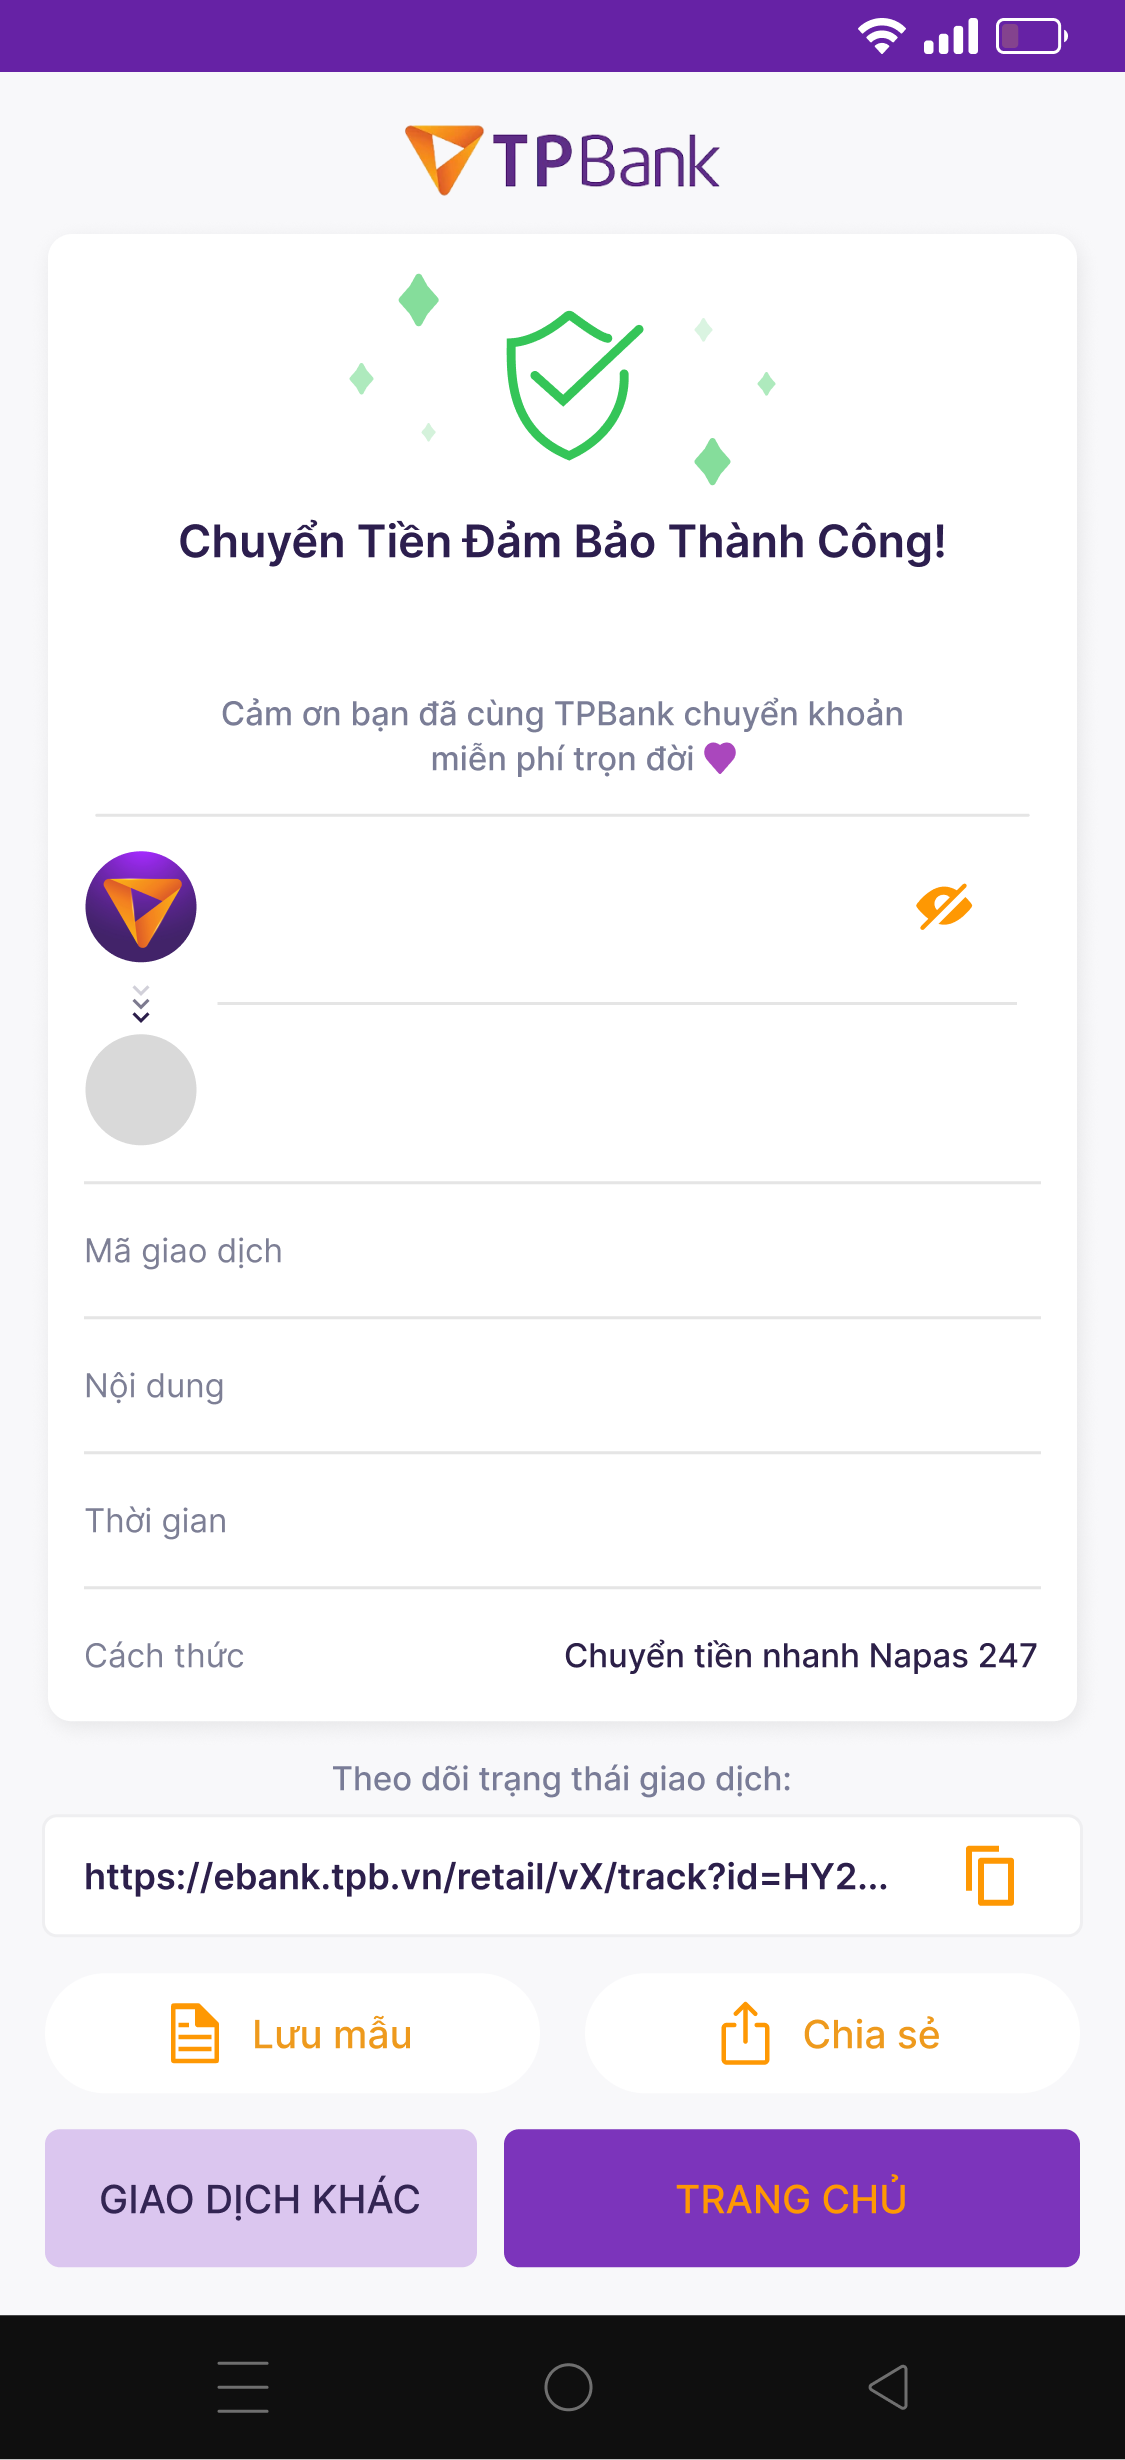 TPBank
Chuyển Tiền Đảm Bảo Thành Công!
Cảm ơn bạn đã cùng TPBank chuyển khoản
miễn phí trọn đời
Mã giao dịch
Nội dung
Thời gian
Cách thức Chuyển tiền nhanh Napas 247
Theo dõi trạng thái giao dịch:
https://ebank.tpb.vn/retail/vX/track?id=HY2...
Lưu mẫu Chia sẻ
GIAO DỊCH KHÁC TRANG CHỦ